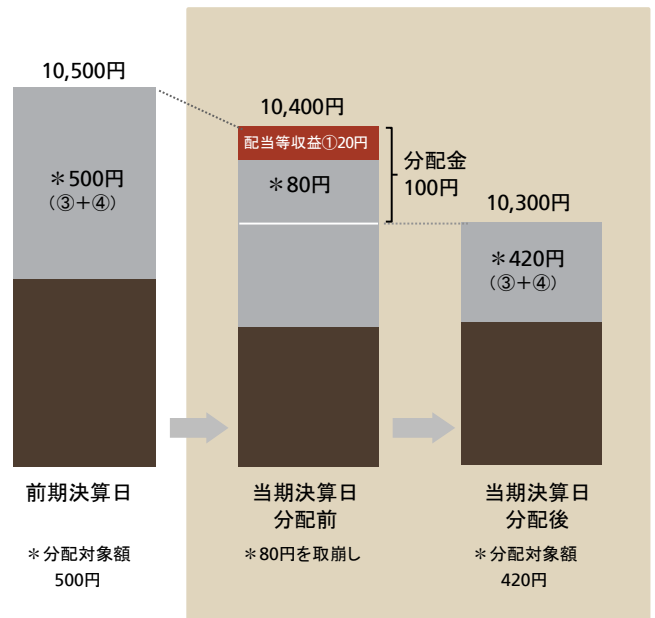 10,500円
＊500円
（③＋④）
前期決算日
＊分配対象額
500円
10,400円
配当等収益①20円
＊80円
分配金
100円
当期決算日
分配前
＊80円を取崩し
10,300円
＊420円
（③＋④）
当期決算日
分配後
＊分配対象額
420円